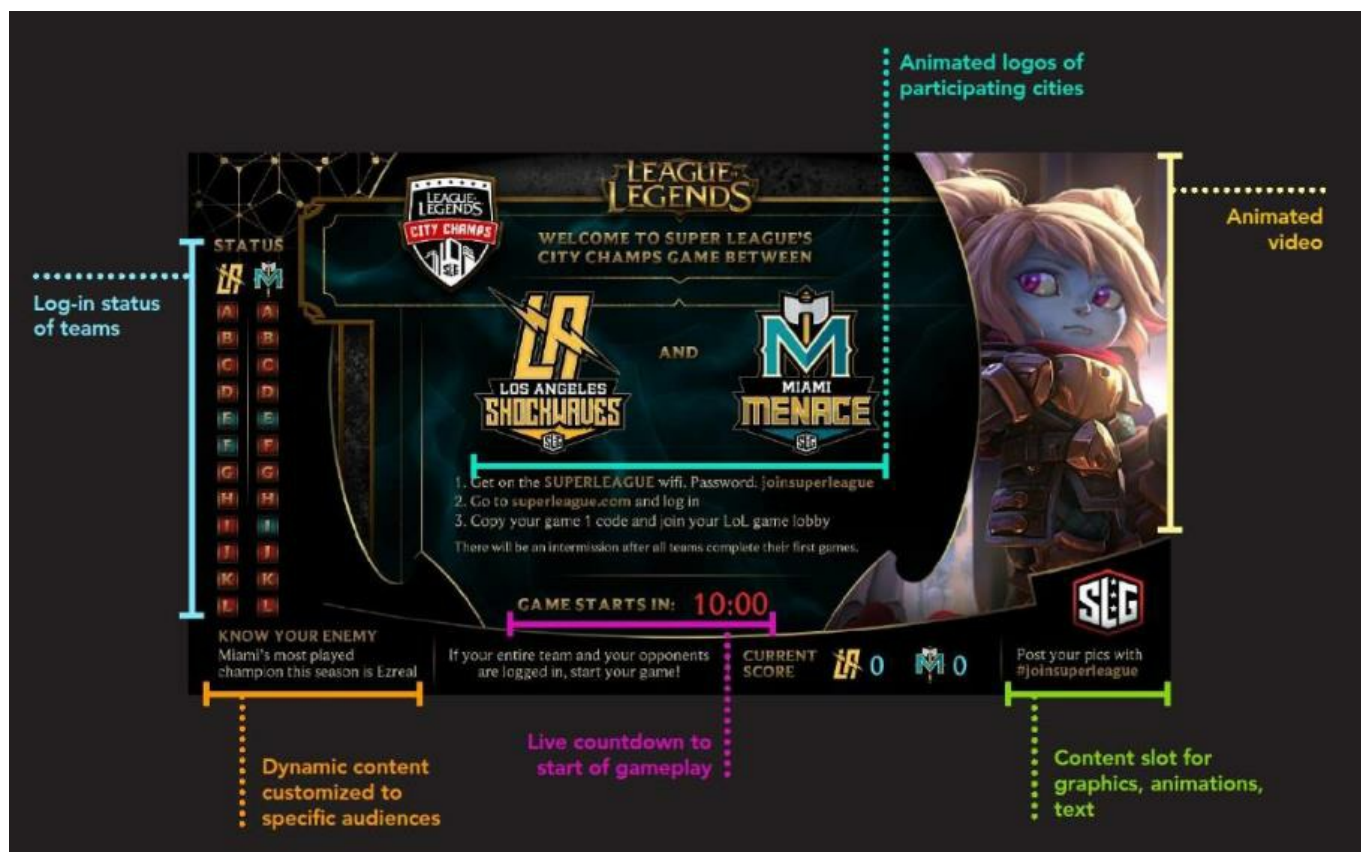 Animated logos of
participating cities
LEAGUE OF
LEGENDS
LEAGUE OF
LEGENDS
CITY CHAMPS
SLG
WELCOME TO SUPER LEAGUE'S
CITY CHAMPS GAME BETWEEN
Animated
video
STATUS
LA M
Log-in status
of teams
A A
B B
C C
D D
E E
F F
G G
H H
I I
J J
K K
L L
LA
LOS ANGELES
SHOCKWAVES
SLG
AND
M
MIAMI
MENACE
SLG
1. Get on the SUPERLEAGUE wifi. Password: joinsuperleague
2. Go to superleague.com and log in
3. Copy your game 1 code and join your LoL game lobby
There will be an intermission after all teams complete their first games.
GAME STARTS IN: 10:00
SLG
KNOW YOUR ENEMY
Miami's most played
champion this season is Ezreal
If your entire team and your opponents
are logged in, start your game!
CURRENT
SCORE
LA 0 M 0
Post your pics with
#joinsuperleague
Live countdown to
start of gameplay
Dynamic content
customized to
specific audiences
Content slot for
graphics, animations,
text